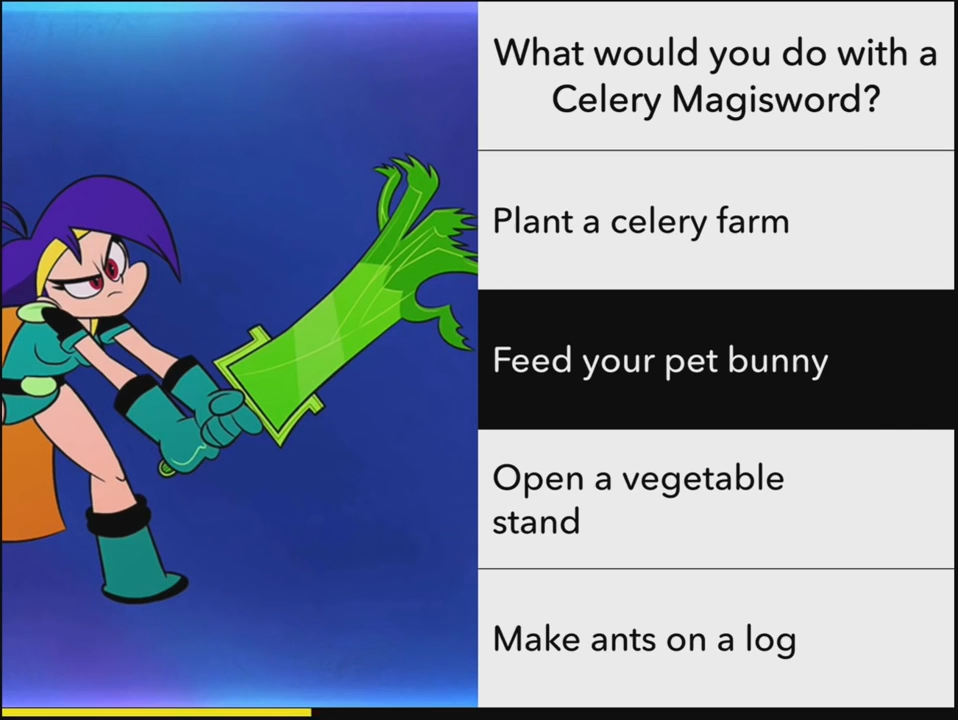 What would you do with a
Celery Magisword?
Plant a celery farm
Feed your pet bunny
Open a vegetable
stand
Make ants on a log